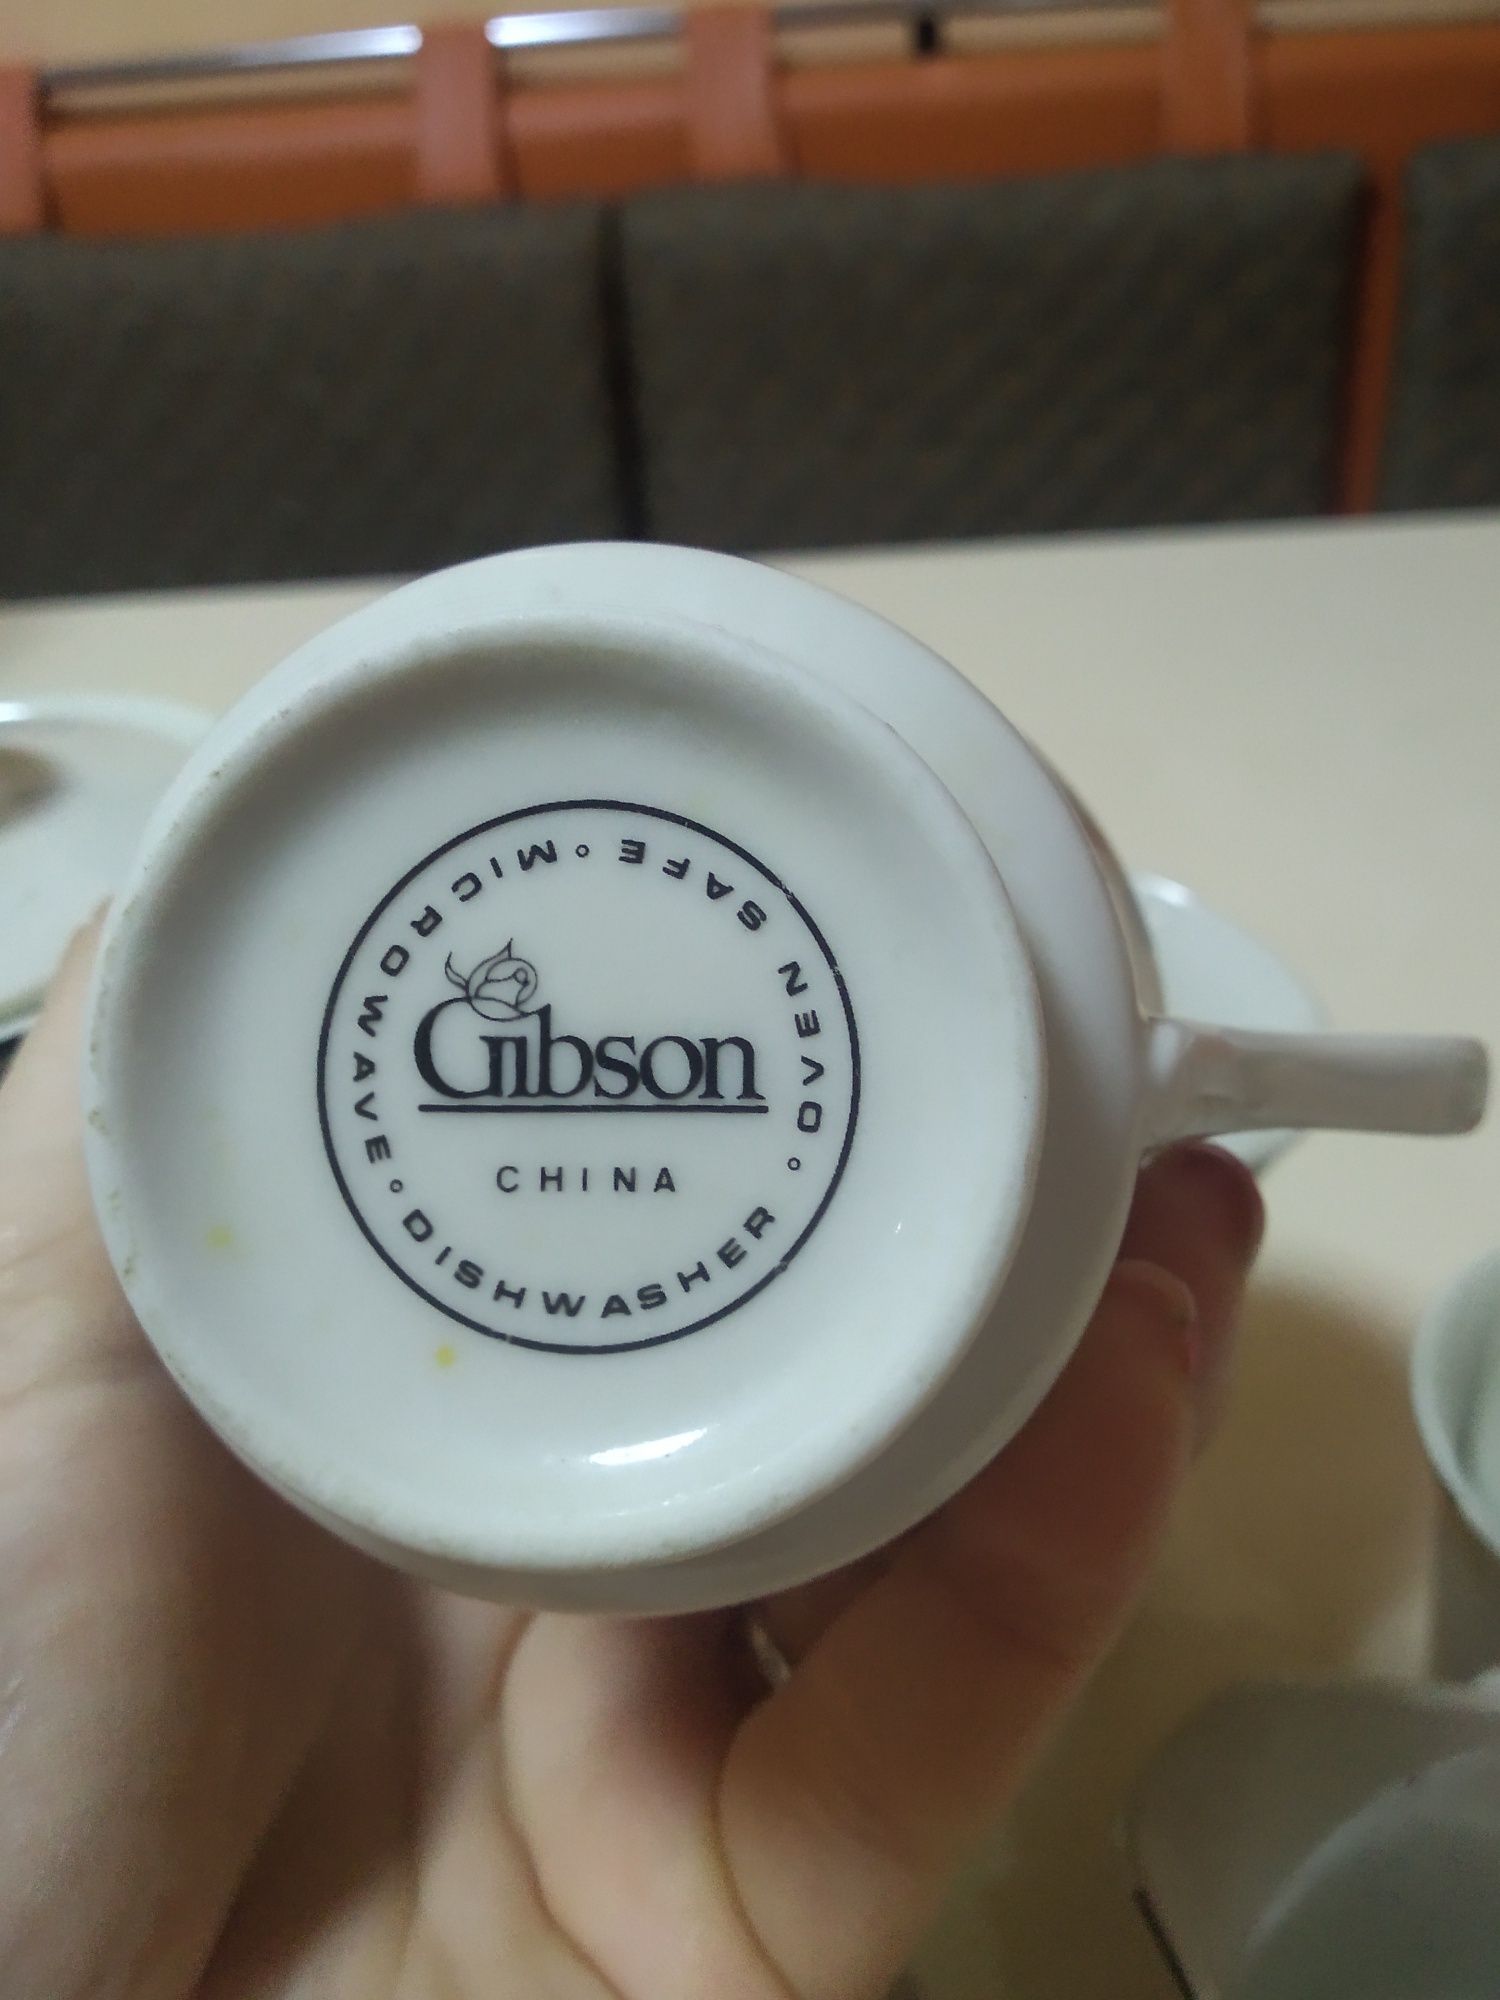 Gibson
CHINA
MICROWAVE ∘ DISHWASHER ∘ OVEN SAFE ∘